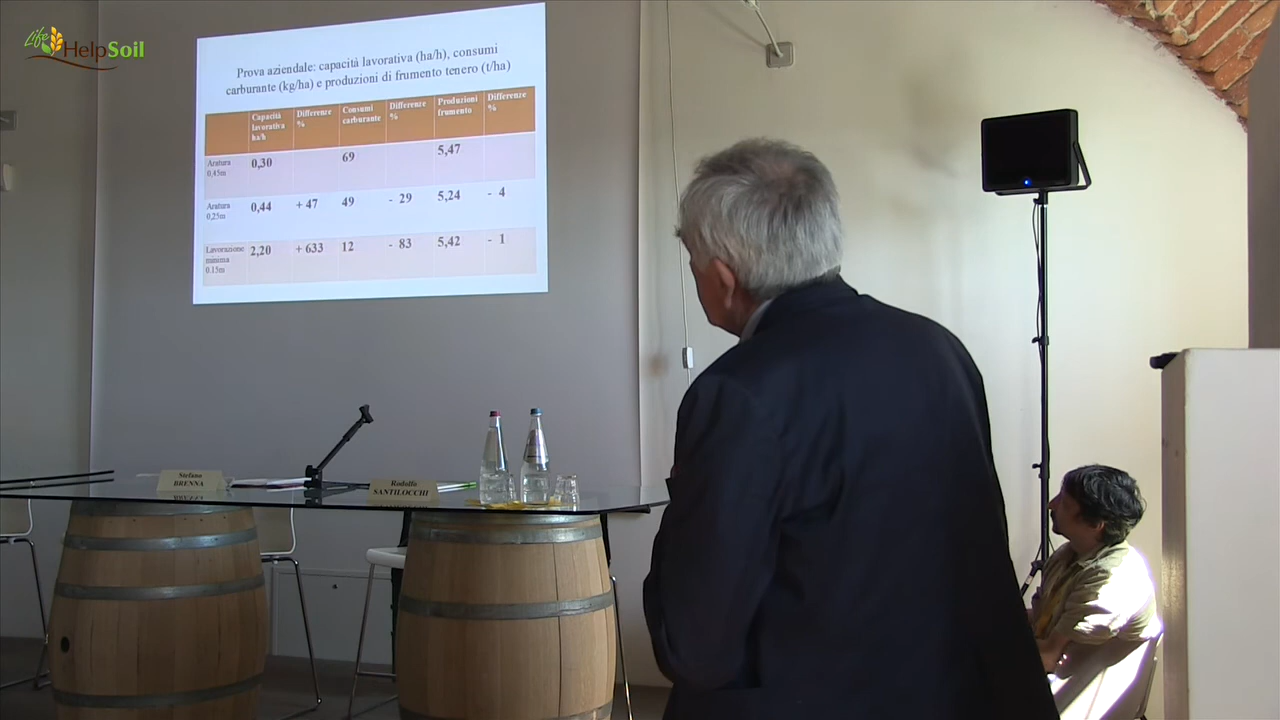 Life HelpSoil
Prova aziendale: capacità lavorativa (ha/h), consumi
carburante (kg/ha) e produzioni di frumento tenero (t/ha)
Capacità lavorativa ha/h Differenze % Consumi carburante Differenze % Produzioni frumento Differenze %
Aratura 0,45m 0,30 69 5,47
Aratura 0,25m 0,44 + 47 49 - 29 5,24 - 4
Lavorazione minima 0.15m 2,20 + 633 12 - 83 5,42 - 1
Stefano
BRENNA
Rodolfo
SANTILOCCHI